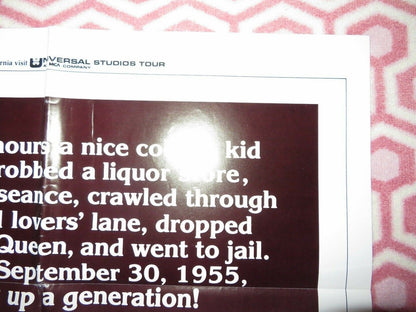 rnia visit UNIVERSAL STUDIOS TOUR
AN MCA COMPANY
hours a nice co kid
robbed a liquor store,
seance, crawled through
l lovers' lane, dropped
Queen, and went to jail.
September 30, 1955,
up a generation!